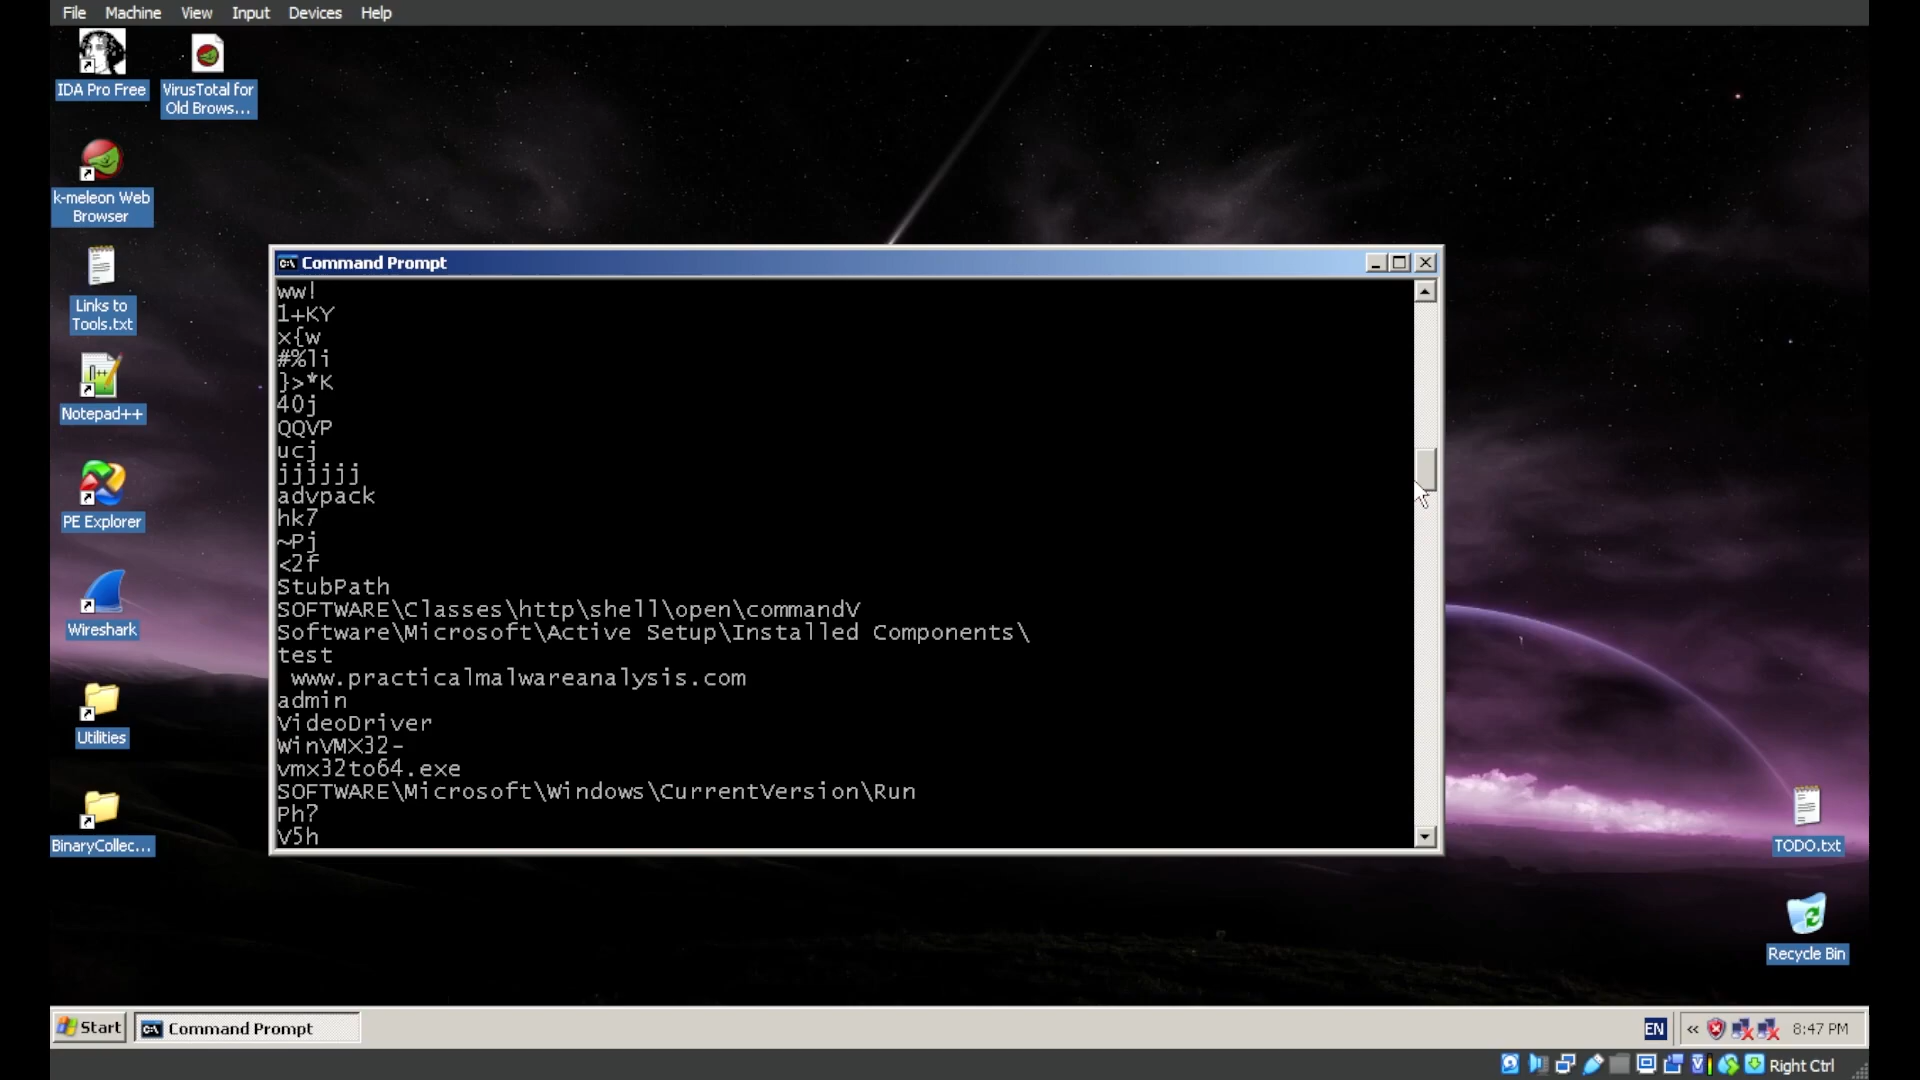 File Machine View Input Devices Help
IDA Pro Free
VirusTotal for
Old Brows...
k-meleon Web
Browser
Links to
Tools.txt
Notepad++
PE Explorer
Wireshark
Utilities
BinaryCollec...
Command Prompt
ww!
1+KY
x{w
#%li
}>*K
40j
QQVP
ucj
jjjjjj
advpack
hk7
~Pj
<2f
StubPath
SOFTWARE\Classes\http\shell\open\commandV
Software\Microsoft\Active Setup\Installed Components\
test
www.practicalmalwareanalysis.com
admin
VideoDriver
WinVMX32-
vmx32to64.exe
SOFTWARE\Microsoft\Windows\CurrentVersion\Run
Ph?
V5h
TODO.txt
Recycle Bin
Start
Command Prompt
EN
«
8:47 PM
Right Ctrl